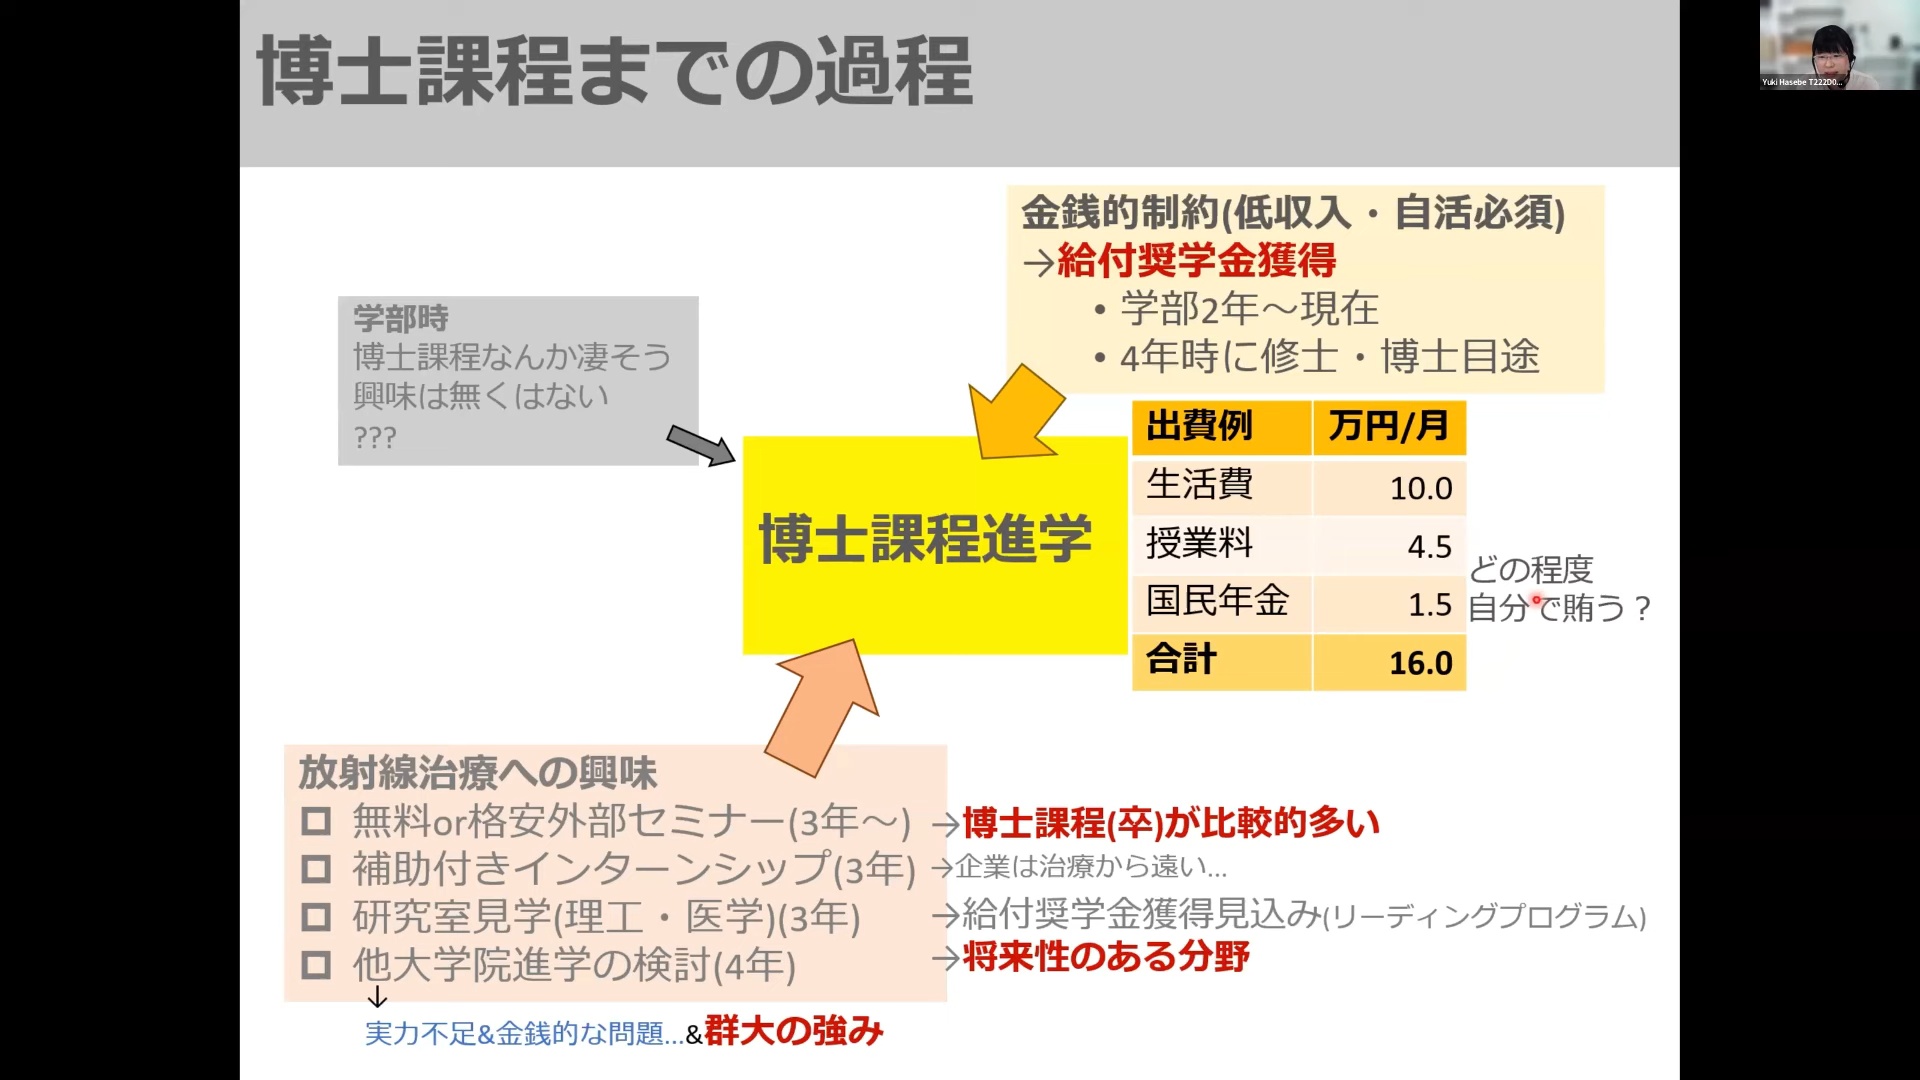 博士課程までの過程
Yuki Hasebe T222D0...
金銭的制約(低収入・自活必須)
→給付奨学金獲得
• 学部2年～現在
• 4年時に修士・博士目途
学部時
博士課程なんか凄そう
興味は無くはない
???
博士課程進学
出費例 万円/月
生活費 10.0
授業料 4.5
国民年金 1.5
合計 16.0
どの程度
自分で賄う？
放射線治療への興味
無料or格安外部セミナー(3年～) →博士課程(卒)が比較的多い
補助付きインターンシップ(3年) →企業は治療から遠い...
研究室見学(理工・医学)(3年) →給付奨学金獲得見込み(リーディングプログラム)
他大学院進学の検討(4年) →将来性のある分野
↓
実力不足&金銭的な問題...&群大の強み